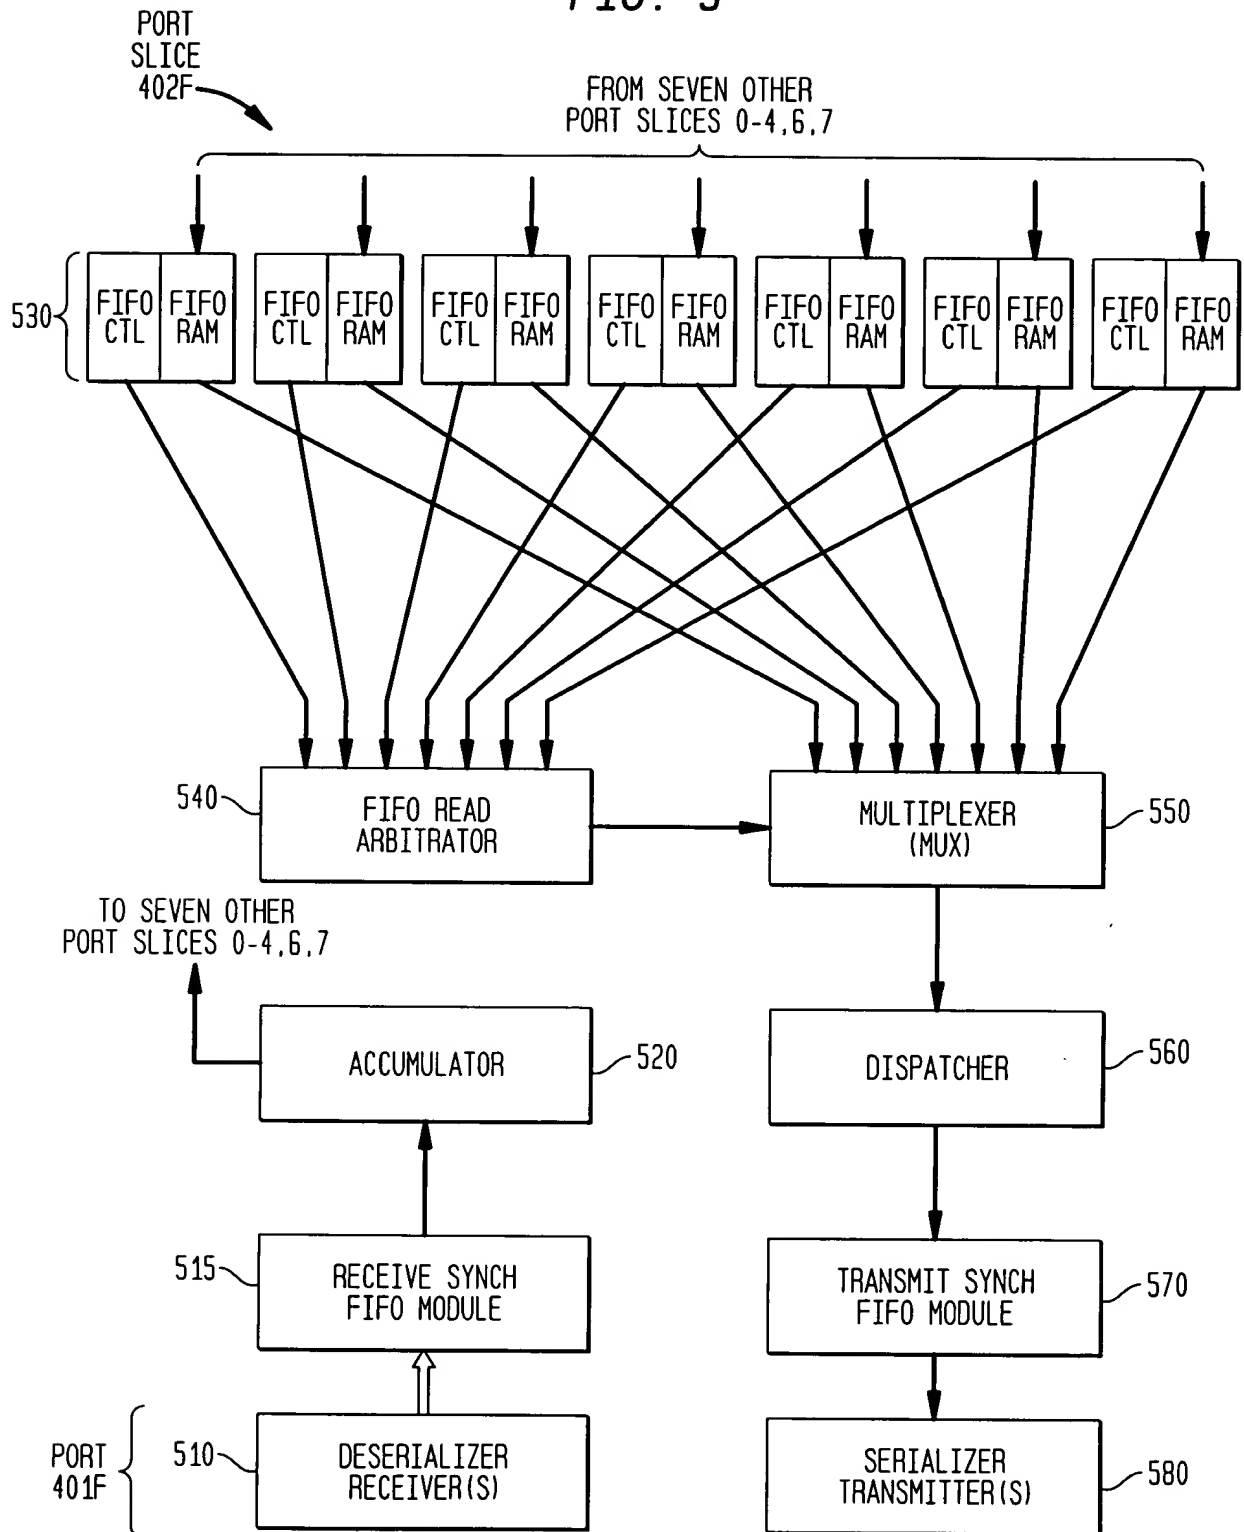 PORT
SLICE
402F
FROM SEVEN OTHER
PORT SLICES 0-4,6,7
530
FIFO CTL
FIFO RAM
FIFO CTL
FIFO RAM
FIFO CTL
FIFO RAM
FIFO CTL
FIFO RAM
FIFO CTL
FIFO RAM
FIFO CTL
FIFO RAM
FIFO CTL
FIFO RAM
540
FIFO READ
ARBITRATOR
MULTIPLEXER
(MUX)
550
TO SEVEN OTHER
PORT SLICES 0-4,6,7
ACCUMULATOR
520
DISPATCHER
560
515
RECEIVE SYNCH
FIFO MODULE
TRANSMIT SYNCH
FIFO MODULE
570
PORT
401F
510
DESERIALIZER
RECEIVER(S)
SERIALIZER
TRANSMITTER(S)
580